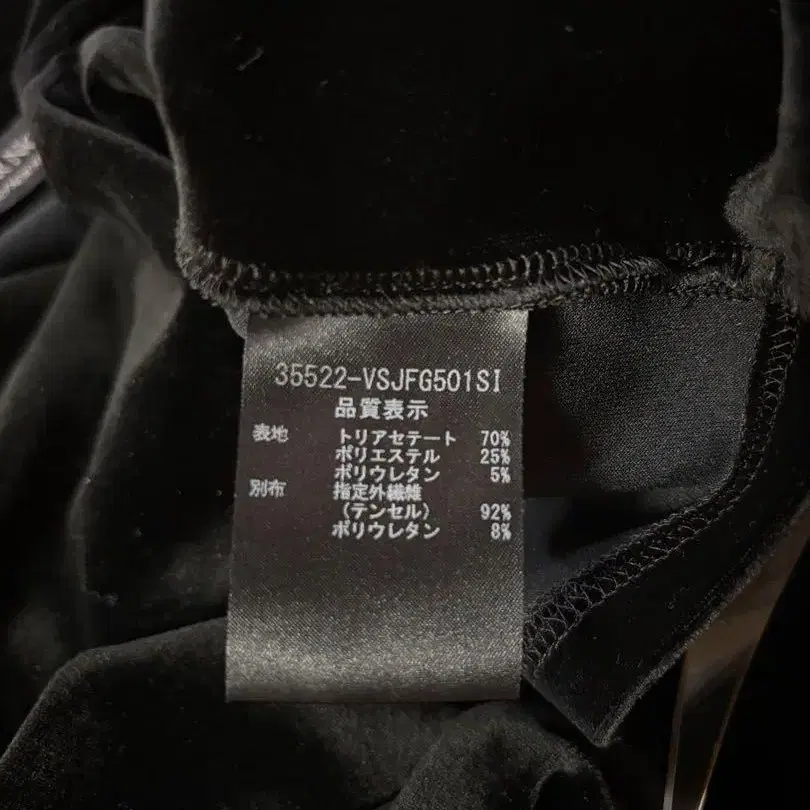 35522-VSJFG501SI
品質表示
表地 トリアセテート 70%
ポリエステル 25%
ポリウレタン 5%
別布 指定外繊維
(テンセル) 92%
ポリウレタン 8%